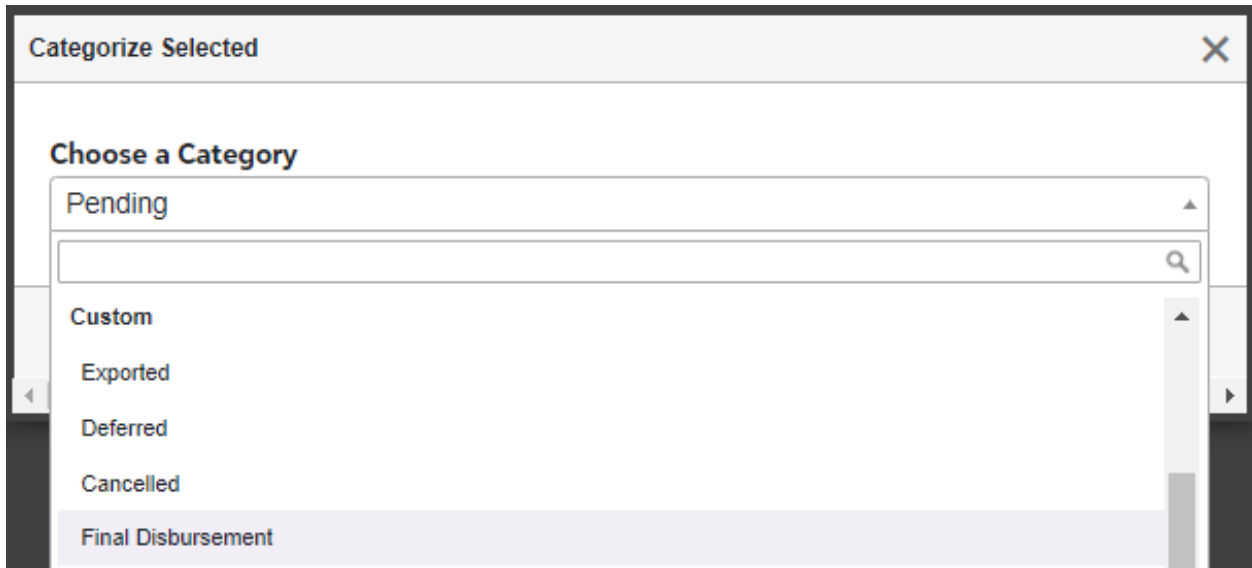 Categorize Selected
Choose a Category
Pending
Custom
Exported
Deferred
Cancelled
Final Disbursement